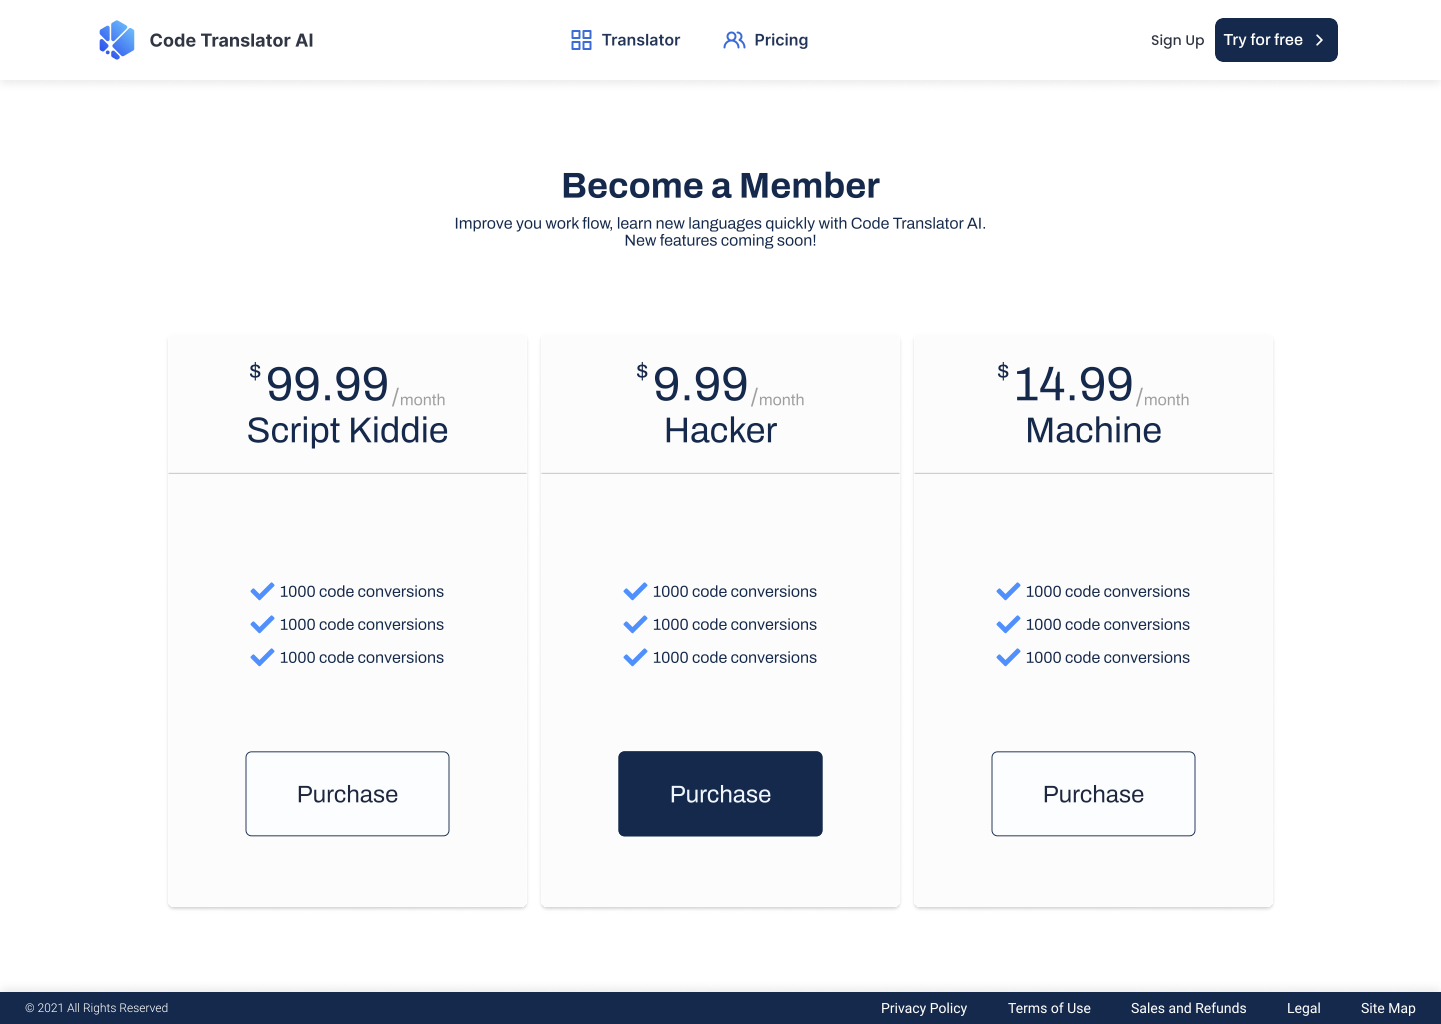 Code Translator AI
Translator
Pricing
Sign Up
Try for free
Become a Member
Improve you work flow, learn new languages quickly with Code Translator AI.
New features coming soon!
$99.99/month
Script Kiddie
1000 code conversions
1000 code conversions
1000 code conversions
Purchase
$9.99/month
Hacker
1000 code conversions
1000 code conversions
1000 code conversions
Purchase
$14.99/month
Machine
1000 code conversions
1000 code conversions
1000 code conversions
Purchase
© 2021 All Rights Reserved
Privacy Policy
Terms of Use
Sales and Refunds
Legal
Site Map